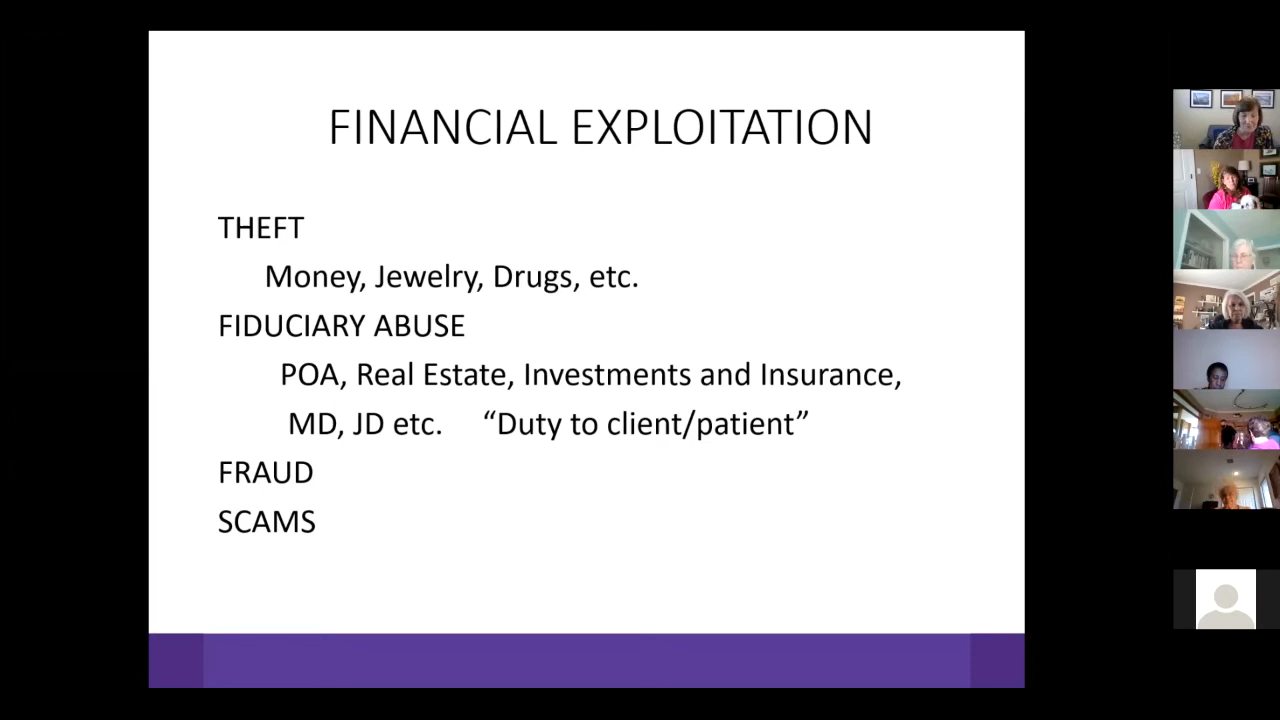 FINANCIAL EXPLOITATION
THEFT
Money, Jewelry, Drugs, etc.
FIDUCIARY ABUSE
POA, Real Estate, Investments and Insurance,
MD, JD etc. “Duty to client/patient”
FRAUD
SCAMS